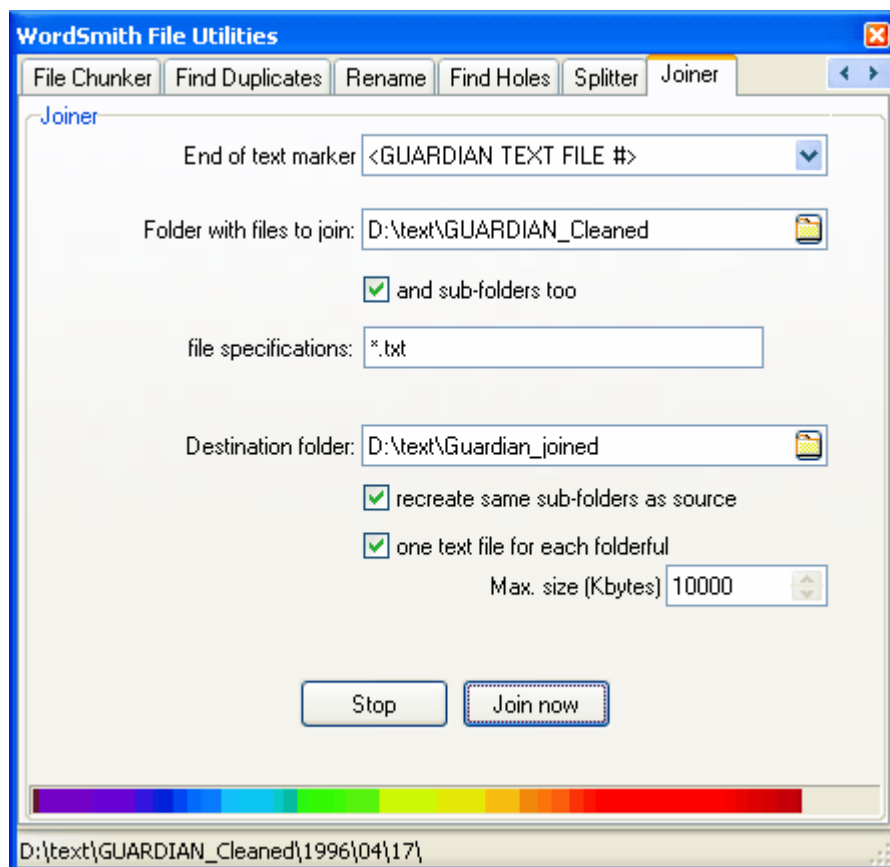 WordSmith File Utilities
File Chunker Find Duplicates Rename Find Holes Splitter Joiner
Joiner
End of text marker <GUARDIAN TEXT FILE #>
Folder with files to join: D:\text\GUARDIAN_Cleaned
and sub-folders too
file specifications: *.txt
Destination folder: D:\text\Guardian_joined
recreate same sub-folders as source
one text file for each folderful
Max. size (Kbytes) 10000
Stop Join now
D:\text\GUARDIAN_Cleaned\1996\04\17\